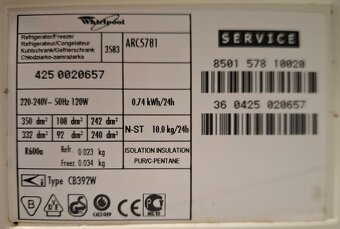 Whirlpool
Refrigerator/Freezer
Refrigerateur/Congelateur
Kuhlschrank/Gefrierschrank
Chłodziarko-zamrażarka
3583
ARC5781
SERVICE
8501 578 10020
36 0425 020657
425 0020657
220-240V~ 50Hz 120W
0.74 kWh/24h
350 dm³ 108 dm³ 242 dm³
332 dm³ 92 dm³ 240 dm³
N-ST 10.0 kg/24h
R600a
Refr. 0.023 kg
Freez 0.034 kg
ISOLATION INSULATION
PUR/C-PENTANE
Type CB392W
B